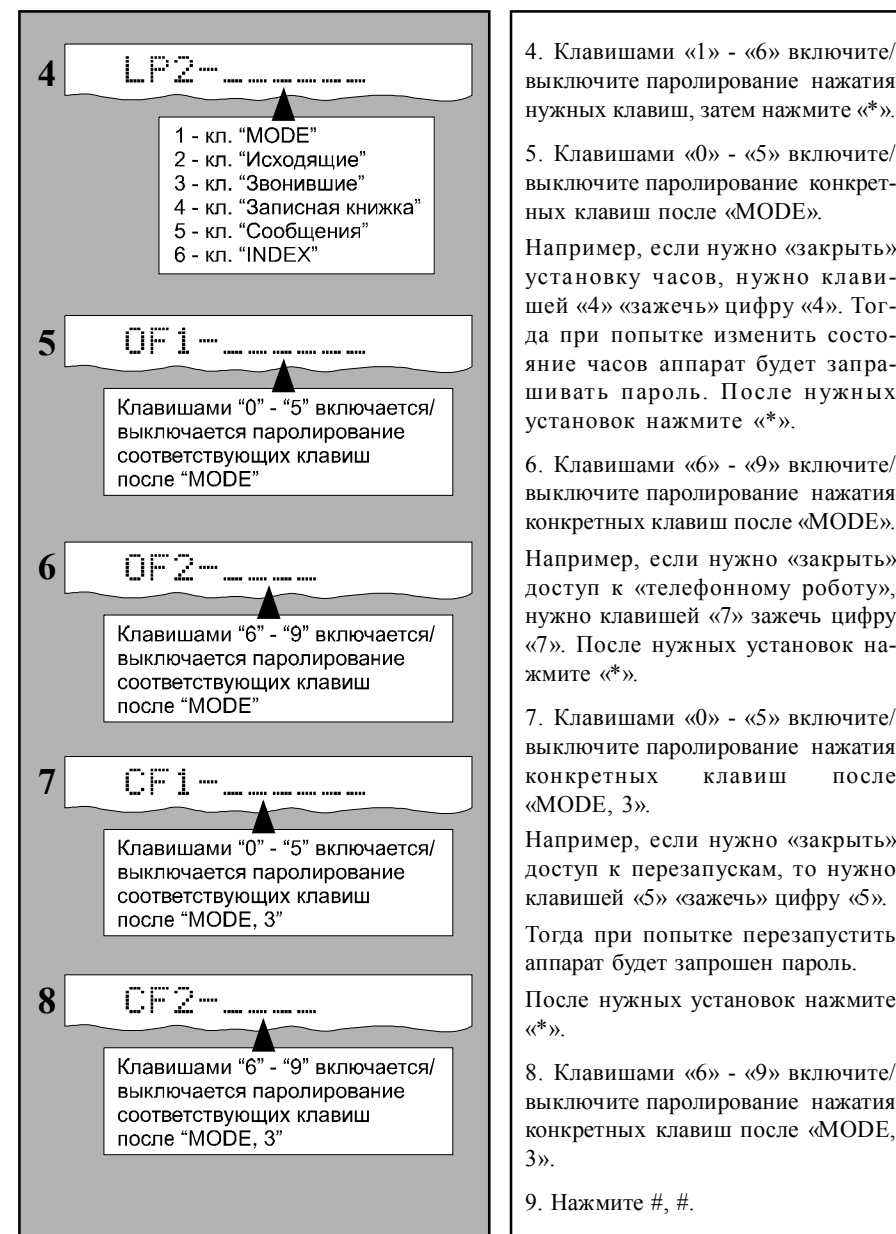 4
LP2-_ _ _ _ _ _
1 - кл. “MODE”
2 - кл. “Исходящие”
3 - кл. “Звонившие”
4 - кл. “Записная книжка”
5 - кл. “Сообщения”
6 - кл. “INDEX”
5
OF1-_ _ _ _ _ _
Клавишами “0” - “5” включается/
выключается паролирование
соответствующих клавиш
после “MODE”
6
OF2-_ _ _ _
Клавишами “6” - “9” включается/
выключается паролирование
соответствующих клавиш
после “MODE”
7
CF1-_ _ _ _ _ _
Клавишами “0” - “5” включается/
выключается паролирование
соответствующих клавиш
после “MODE, 3”
8
CF2-_ _ _ _
Клавишами “6” - “9” включается/
выключается паролирование
соответствующих клавиш
после “MODE, 3”
4. Клавишами «1» - «6» включите/
выключите паролирование нажатия
нужных клавиш, затем нажмите «*».
5. Клавишами «0» - «5» включите/
выключите паролирование конкрет-
ных клавиш после «MODE».
Например, если нужно «закрыть»
установку часов, нужно клави-
шей «4» «зажечь» цифру «4». Тог-
да при попытке изменить состо-
яние часов аппарат будет запра-
шивать пароль. После нужных
установок нажмите «*».
6. Клавишами «6» - «9» включите/
выключите паролирование нажатия
конкретных клавиш после «MODE».
Например, если нужно «закрыть»
доступ к «телефонному роботу»,
нужно клавишей «7» зажечь цифру
«7». После нужных установок на-
жмите «*».
7. Клавишами «0» - «5» включите/
выключите паролирование нажатия
конкретных клавиш после
«MODE, 3».
Например, если нужно «закрыть»
доступ к перезапускам, то нужно
клавишей «5» «зажечь» цифру «5».
Тогда при попытке перезапустить
аппарат будет запрошен пароль.
После нужных установок нажмите
«*».
8. Клавишами «6» - «9» включите/
выключите паролирование нажатия
конкретных клавиш после «MODE,
3».
9. Нажмите #, #.